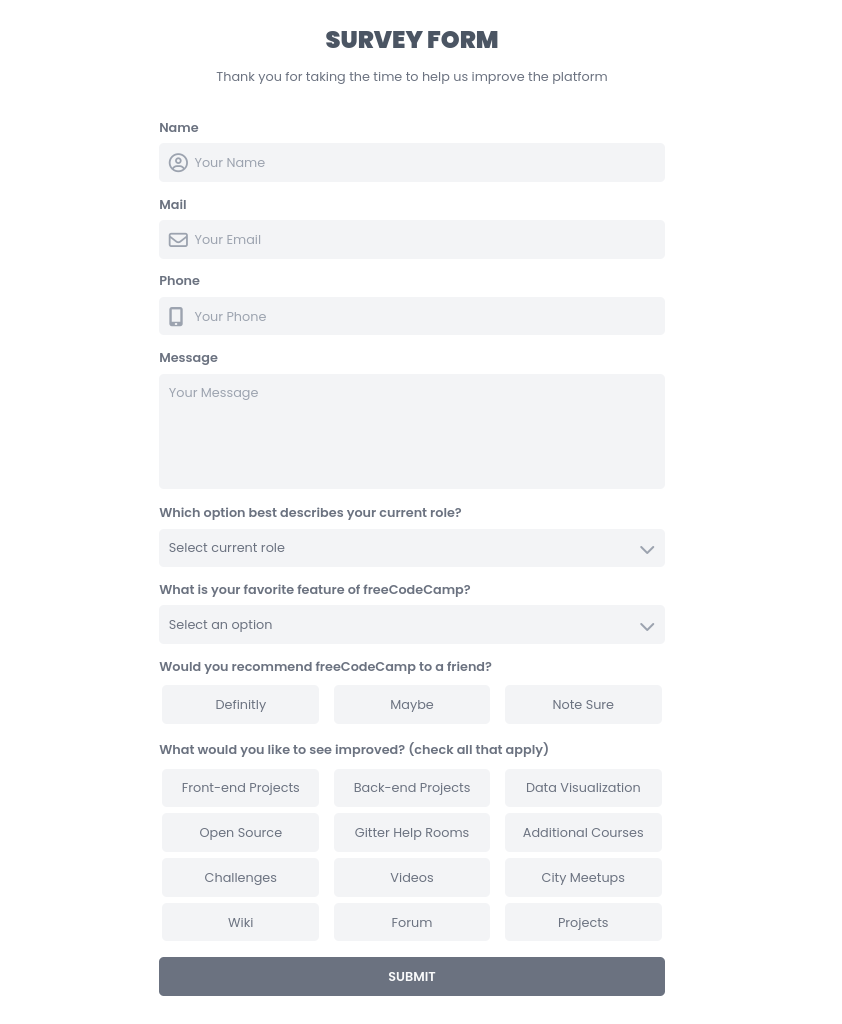 SURVEY FORM
Thank you for taking the time to help us improve the platform
Name
Your Name
Mail
Your Email
Phone
Your Phone
Message
Your Message
Which option best describes your current role?
Select current role
What is your favorite feature of freeCodeCamp?
Select an option
Would you recommend freeCodeCamp to a friend?
Definitly Maybe Note Sure
What would you like to see improved? (check all that apply)
Front-end Projects Back-end Projects Data Visualization
Open Source Gitter Help Rooms Additional Courses
Challenges Videos City Meetups
Wiki Forum Projects
SUBMIT